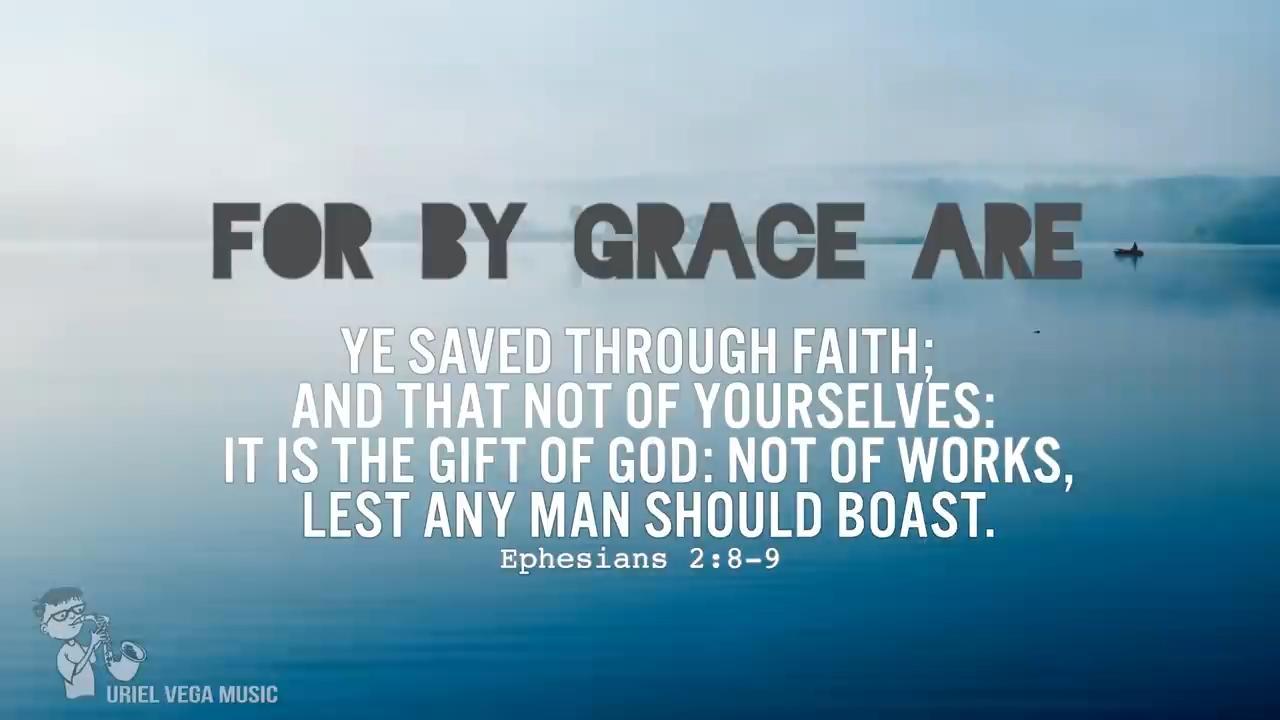 FOR BY GRACE ARE
YE SAVED THROUGH FAITH;
AND THAT NOT OF YOURSELVES:
IT IS THE GIFT OF GOD: NOT OF WORKS,
LEST ANY MAN SHOULD BOAST.
Ephesians 2:8-9
URIEL VEGA MUSIC